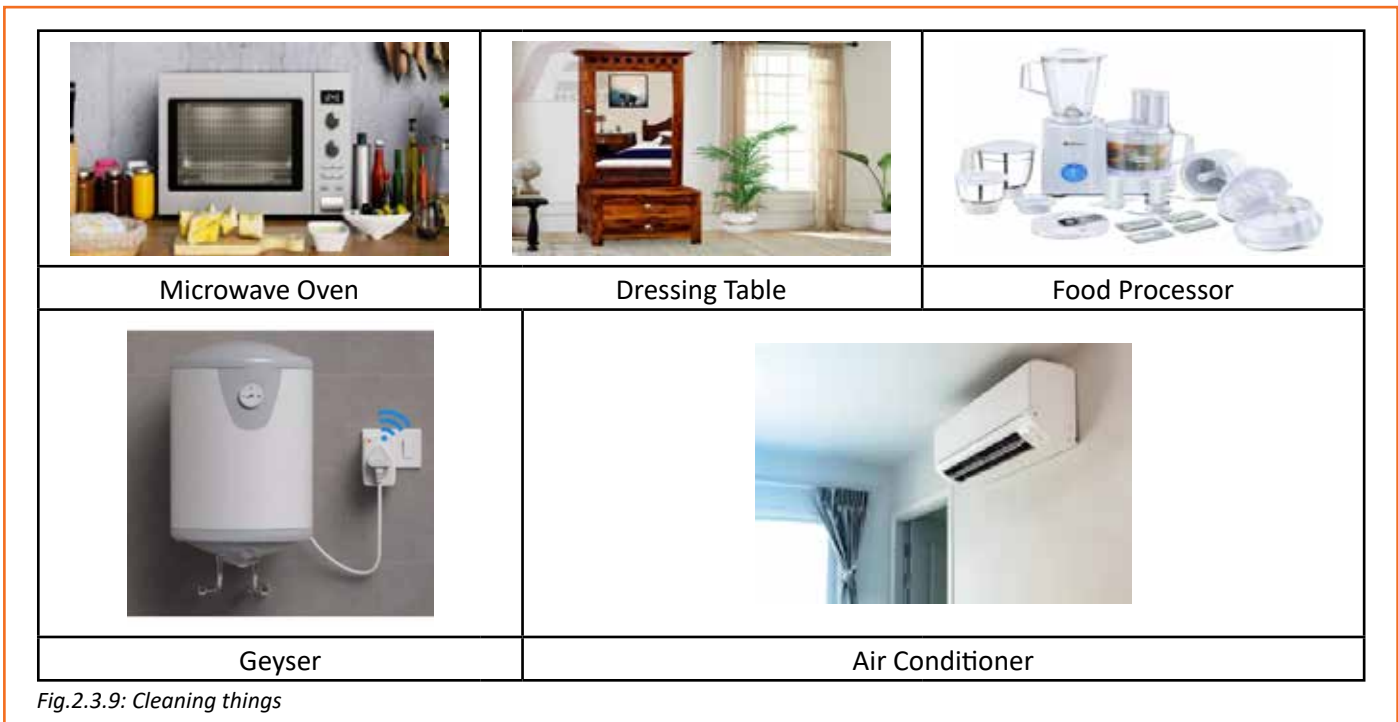 Microwave Oven
Dressing Table
Food Processor
Geyser
Air Conditioner
Fig.2.3.9: Cleaning things